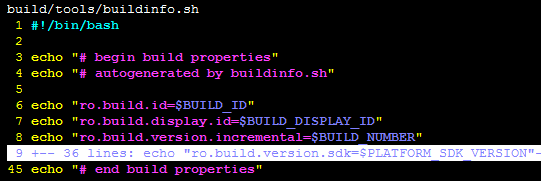 build/tools/buildinfo.sh
1 #!/bin/bash
2
3 echo "# begin build properties"
4 echo "# autogenerated by buildinfo.sh"
5
6 echo "ro.build.id=$BUILD_ID"
7 echo "ro.build.display.id=$BUILD_DISPLAY_ID"
8 echo "ro.build.version.incremental=$BUILD_NUMBER"
9 +-- 36 lines: echo "ro.build.version.sdk=$PLATFORM_SDK_VERSION"-
45 echo "# end build properties"